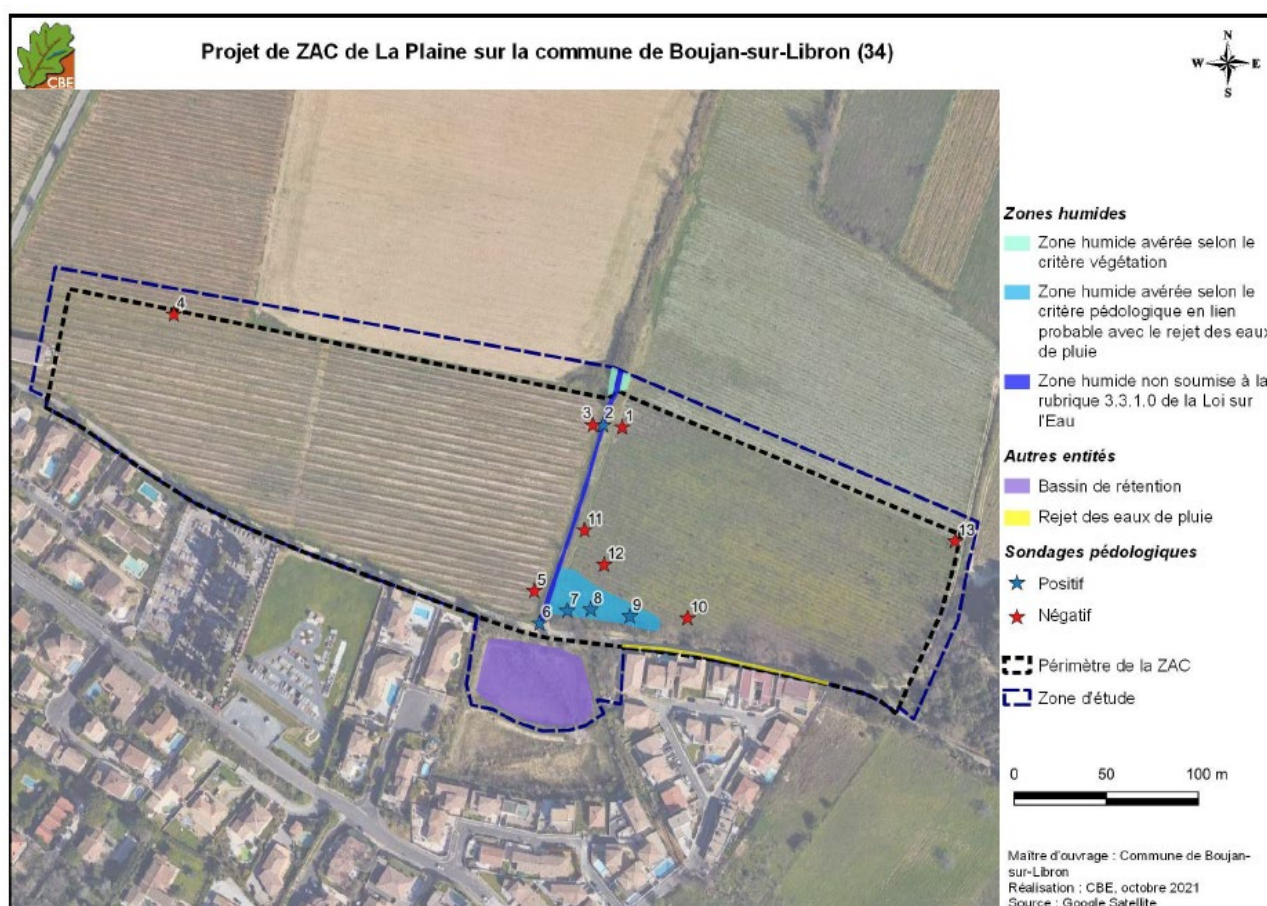 CBE
Projet de ZAC de La Plaine sur la commune de Boujan-sur-Libron (34)
N
W E
S
4
3 2 1
11
12
13
5
6 7 8 9 10
Zones humides
Zone humide avérée selon le
critère végétation
Zone humide avérée selon le
critère pédologique en lien
probable avec le rejet des eaux
de pluie
Zone humide non soumise à la
rubrique 3.3.1.0 de la Loi sur
l'Eau
Autres entités
Bassin de rétention
Rejet des eaux de pluie
Sondages pédologiques
Positif
Négatif
Périmètre de la ZAC
Zone d'étude
0 50 100 m
Maître d'ouvrage : Commune de Boujan-
sur-Libron
Réalisation : CBE, octobre 2021
Source : Google Satellite